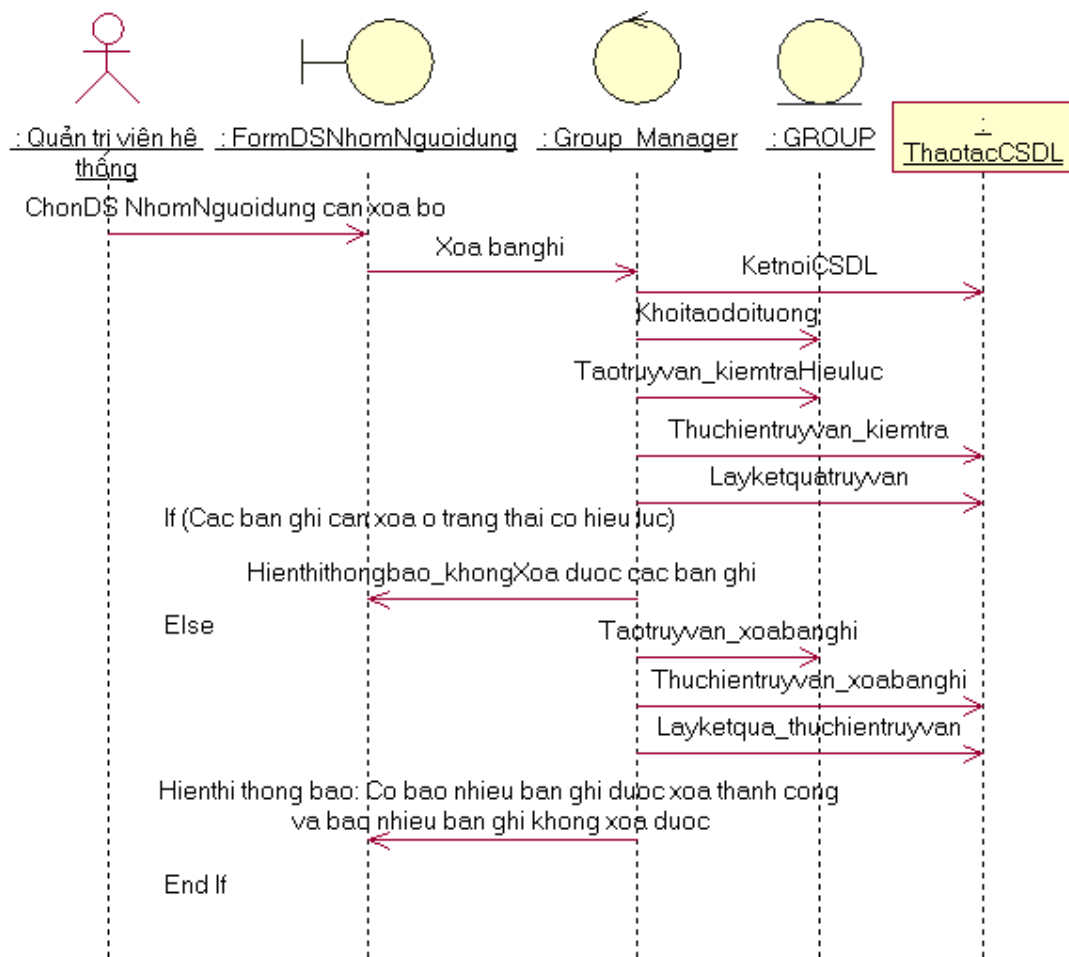 : Quản trị viên hê
thống
: FormDSNhomNguoidung
: Group_Manager
: GROUP
:
ThaotacCSDL
ChonDS NhomNguoidung can xoa bo
Xoa banghi
KetnoiCSDL
Khoitaodoituong
Taotruyvan_kiemtraHieuluc
Thuchientruyvan_kiemtra
Layketquatruyvan
If (Cac ban ghi can xoa o trang thai co hieu luc)
Hienthithongbao_khongXoa duoc cac ban ghi
Else
Taotruyvan_xoabanghi
Thuchientruyvan_xoabanghi
Layketqua_thuchientruyvan
Hienthi thong bao: Co bao nhieu ban ghi duoc xoa thanh cong
va bao nhieu ban ghi khong xoa duoc
End If